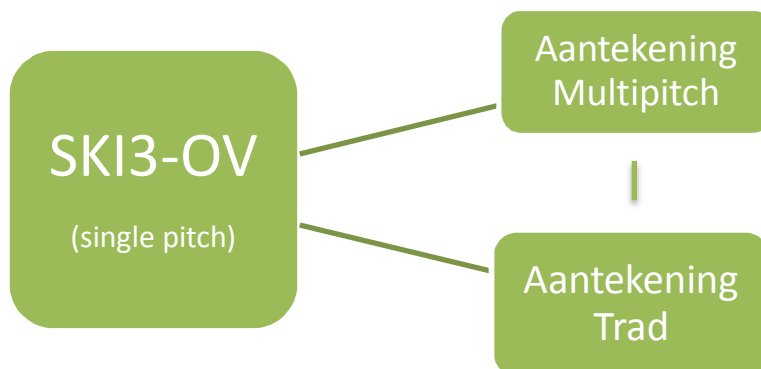 SKI3-OV
(single pitch)
Aantekening
Multipitch
Aantekening
Trad